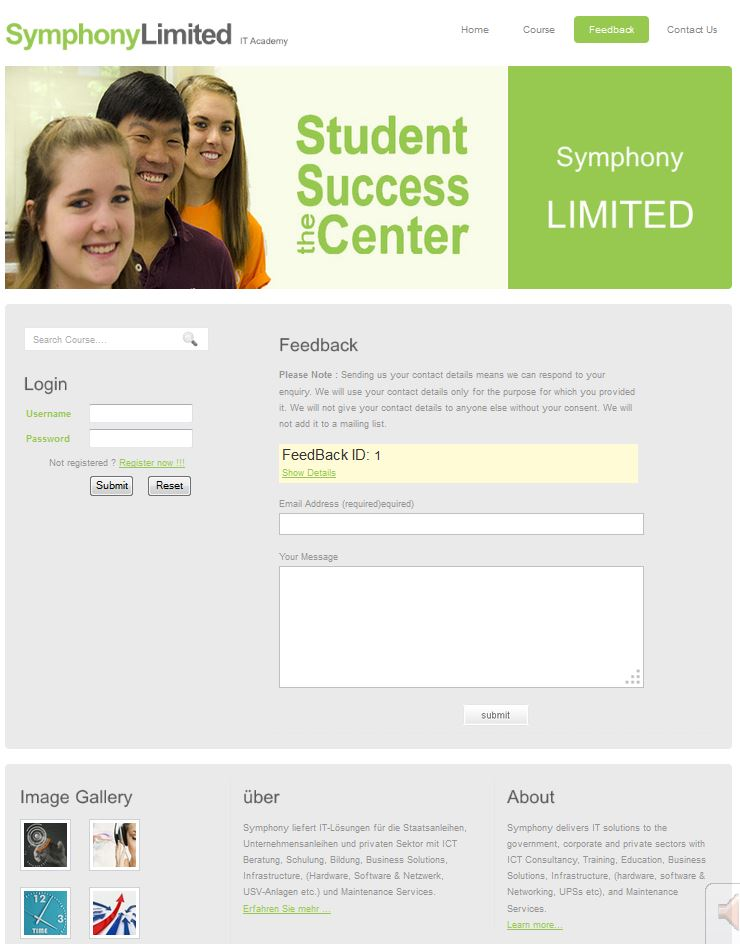 SymphonyLimited IT Academy
Home Course Feedback Contact Us
Student
Success
the Center
Symphony
LIMITED
Search Course....
Login
Username
Password
Not registered ? Register now !!!
Submit Reset
Feedback
Please Note : Sending us your contact details means we can respond to your
enquiry. We will use your contact details only for the purpose for which you provided
it. We will not give your contact details to anyone else without your consent. We will
not add it to a mailing list.
FeedBack ID: 1
Show Details
Email Address (required)equired)
Your Message
submit
Image Gallery
12
3
TIME
über
Symphony liefert IT-Lösungen für die Staatsanleihen,
Unternehmensanleihen und privaten Sektor mit ICT
Beratung, Schulung, Bildung, Business Solutions,
Infrastructure, (Hardware, Software & Netzwerk,
USV-Anlagen etc.) und Maintenance Services.
Erfahren Sie mehr ...
About
Symphony delivers IT solutions to the
government, corporate and private sectors with
ICT Consultancy, Training, Education, Business
Solutions, Infrastructure, (hardware, software &
Networking, UPSs etc), and Maintenance
Services.
Learn more...